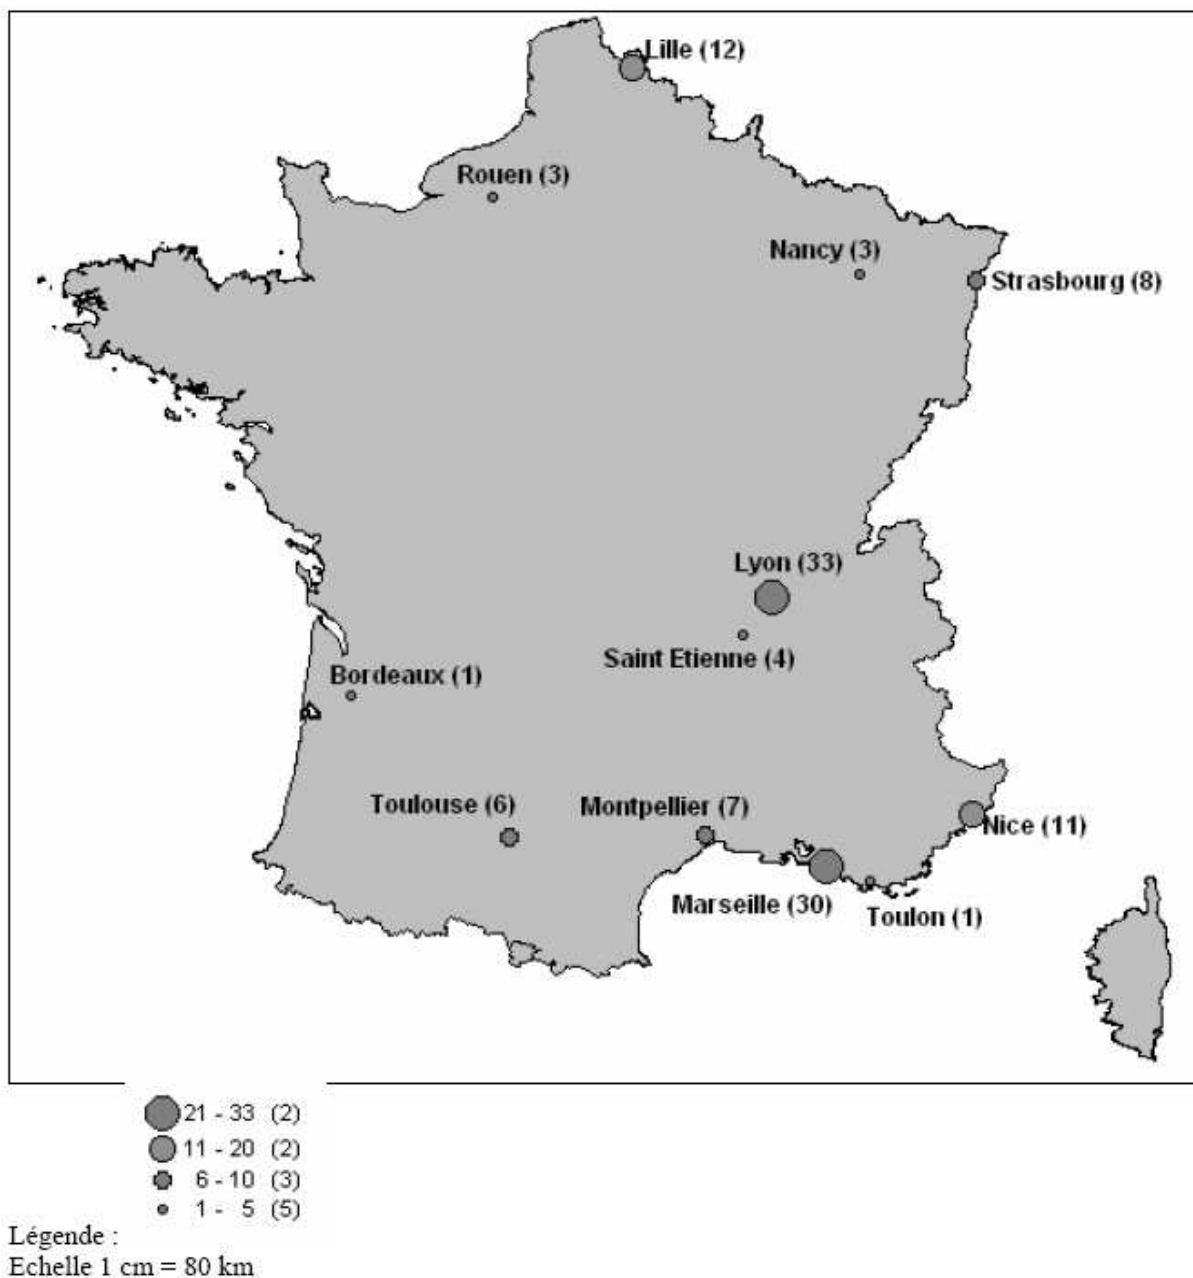 Lille (12)
Rouen (3)
Nancy (3)
Strasbourg (8)
Lyon (33)
Saint Etienne (4)
Bordeaux (1)
Toulouse (6)
Montpellier (7)
Nice (11)
Marseille (30)
Toulon (1)
21 - 33 (2)
11 - 20 (2)
6 - 10 (3)
1 - 5 (5)
Légende :
Echelle 1 cm = 80 km